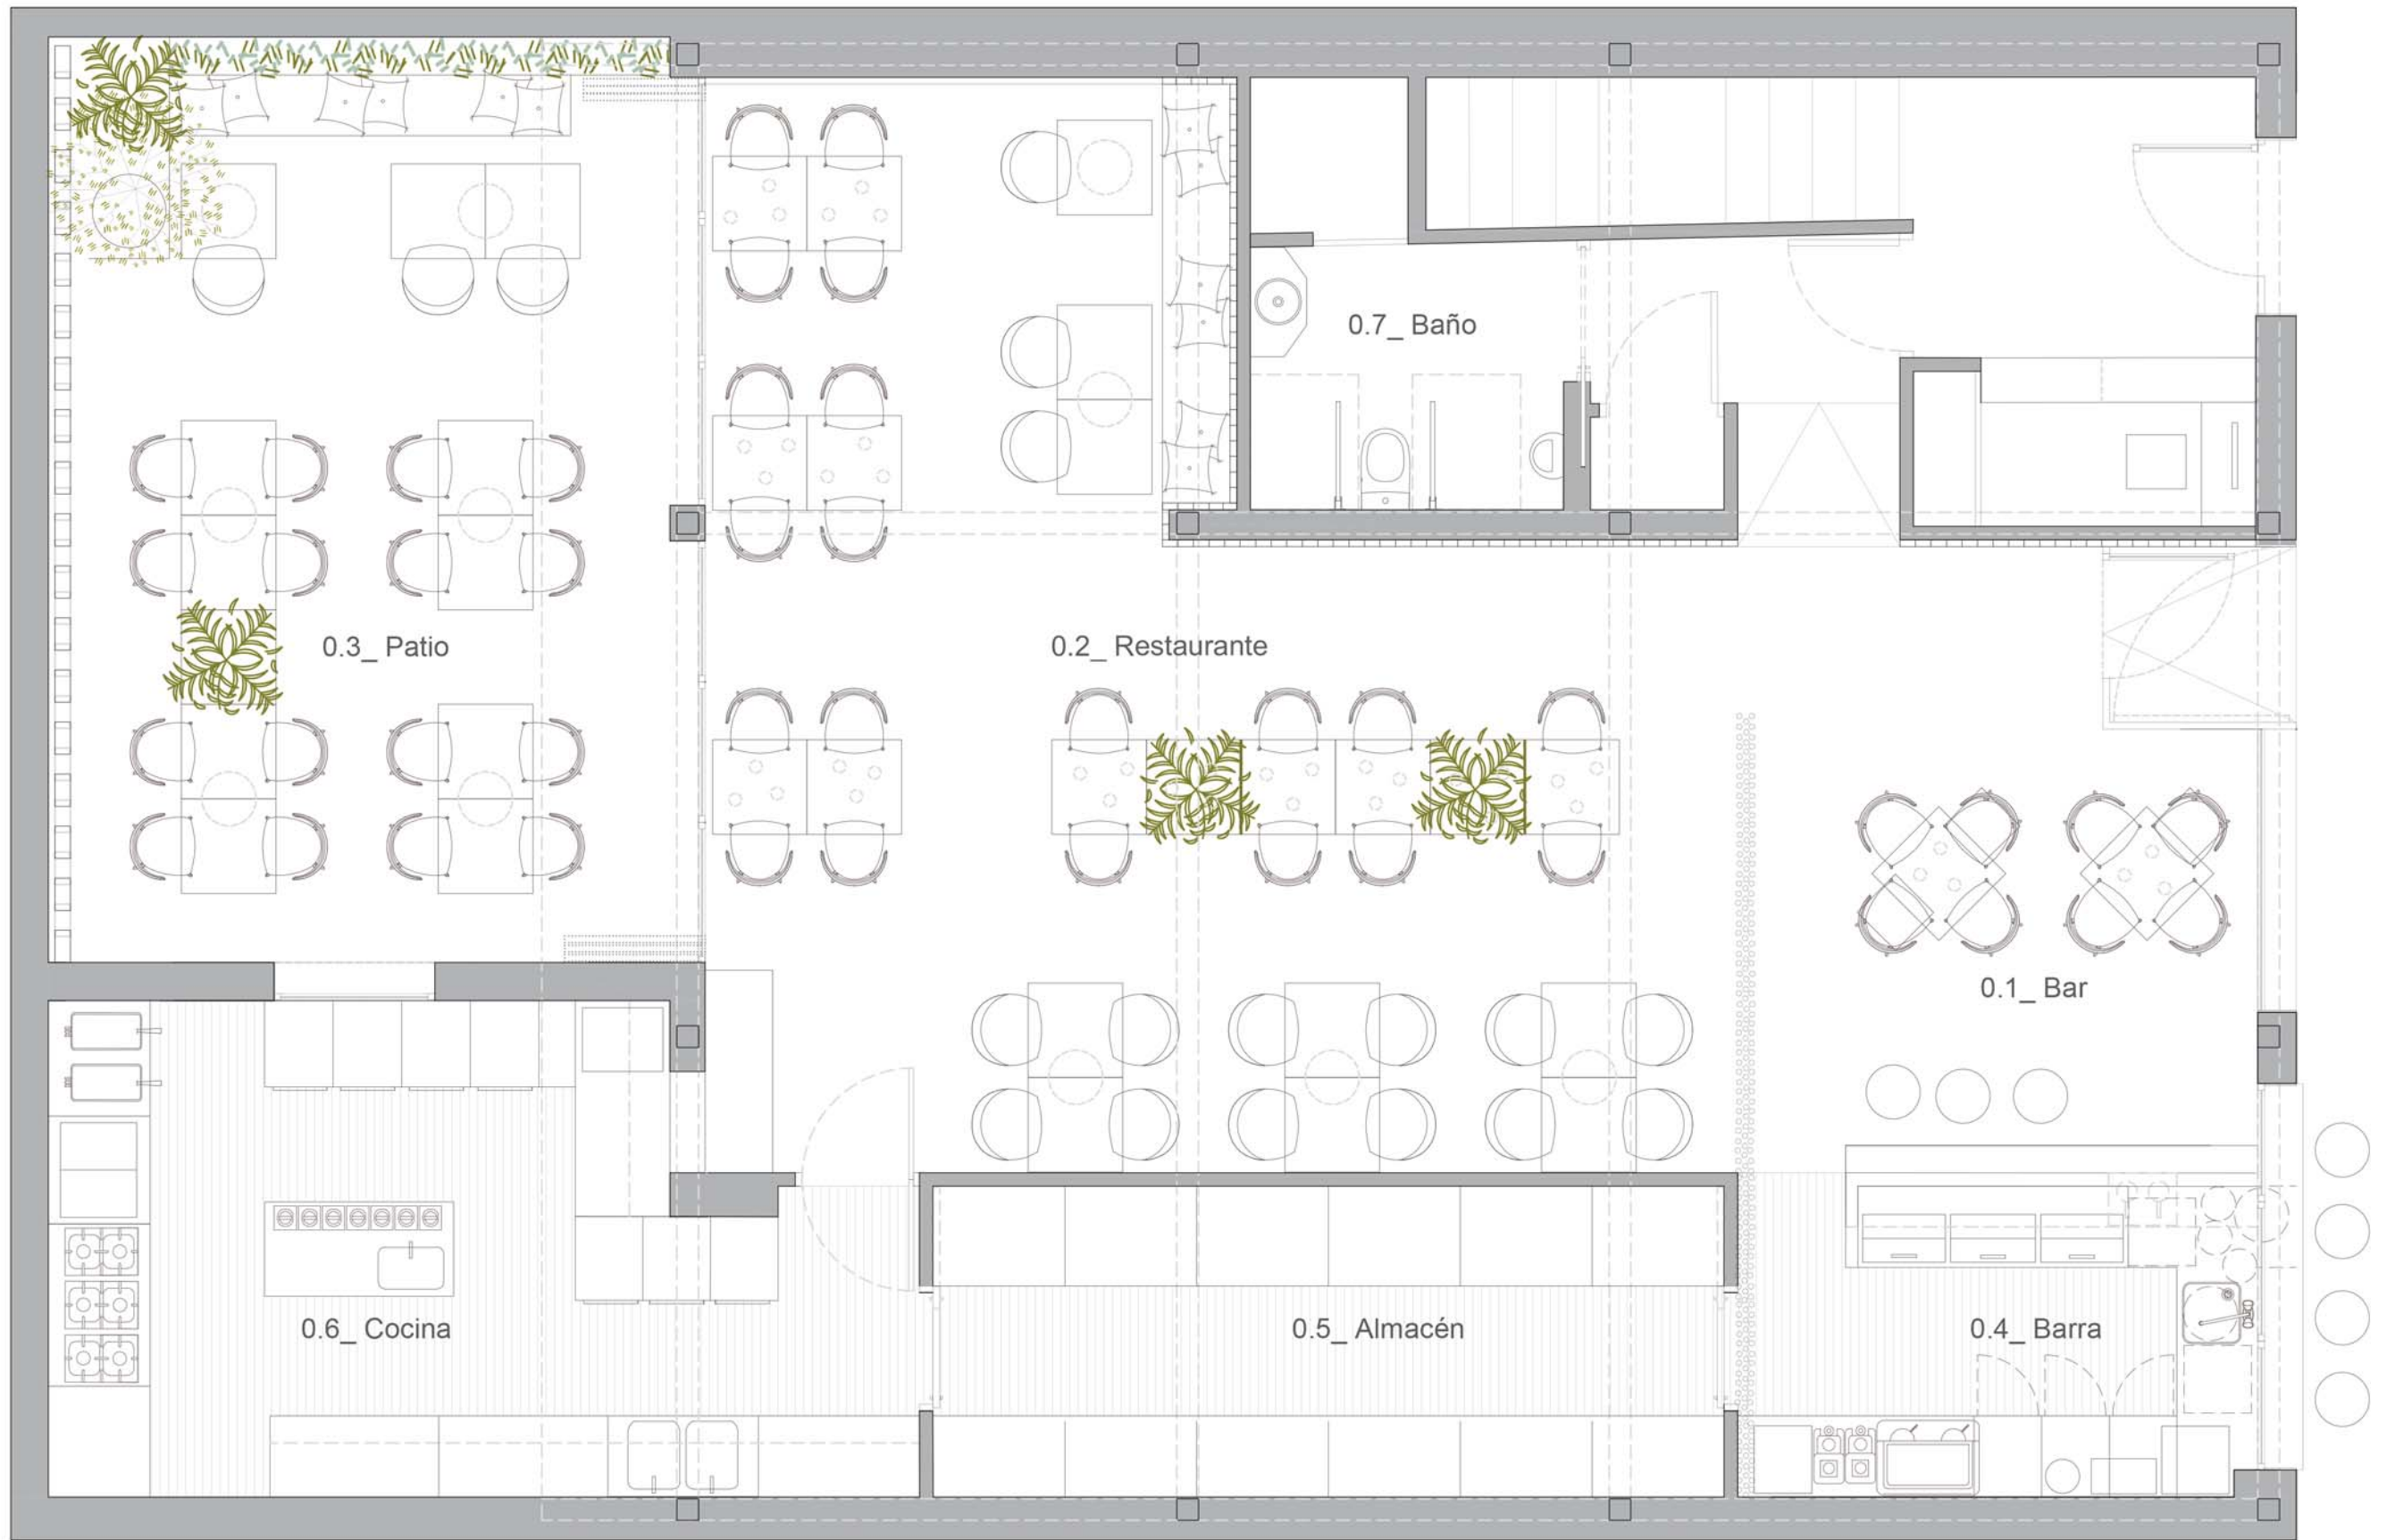 0.7_ Baño
0.3_ Patio
0.2_ Restaurante
0.1_ Bar
0.6_ Cocina
0.5_ Almacén
0.4_ Barra